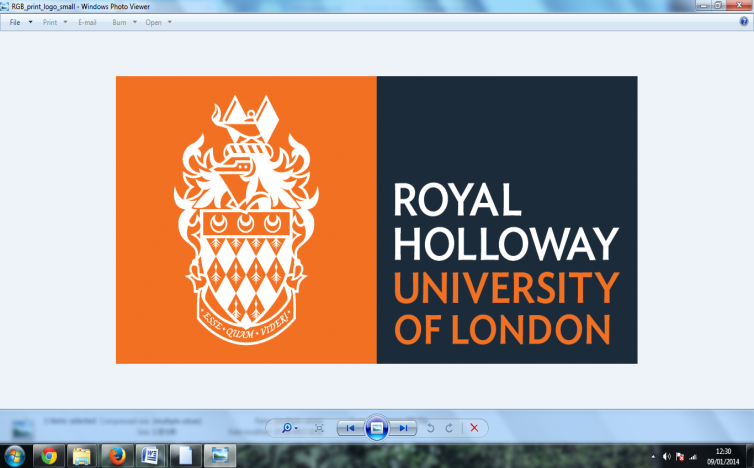 RGB_print_logo_small - Windows Photo Viewer
File Print E-mail Burn Open
ROYAL
HOLLOWAY
UNIVERSITY
OF LONDON
ESSE • QUAM • VIDERI
12:30
09/01/2014